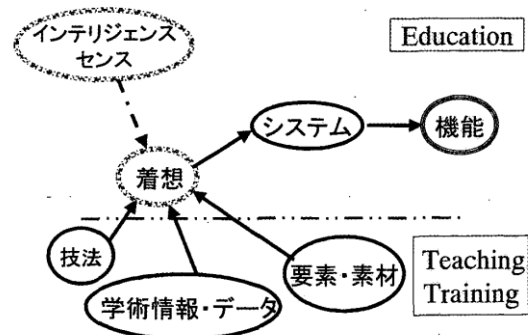 インテリジェンス
センス
Education
システム
機能
着想
技法
学術情報・データ
要素・素材
Teaching
Training